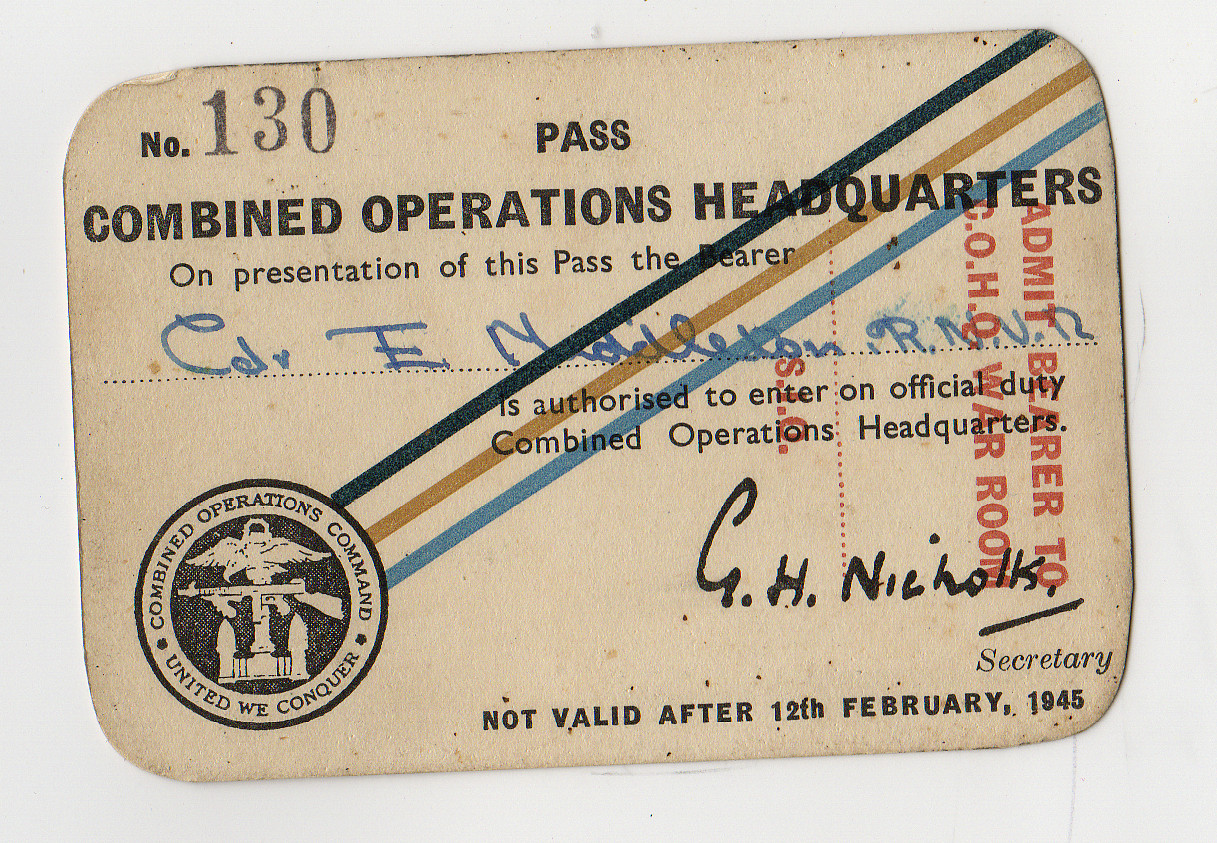 No. 130
PASS
COMBINED OPERATIONS HEADQUARTERS
On presentation of this Pass the Bearer
Cdr E. Middleton. R.N.V.R
Is authorised to enter on official duty
Combined Operations Headquarters.
G. H. Nicholls.
Secretary
NOT VALID AFTER 12th FEBRUARY, 1945
COMBINED OPERATIONS COMMAND
UNITED WE CONQUER
ADMIT BEARER TO
C.O.H.Q WAR ROOM